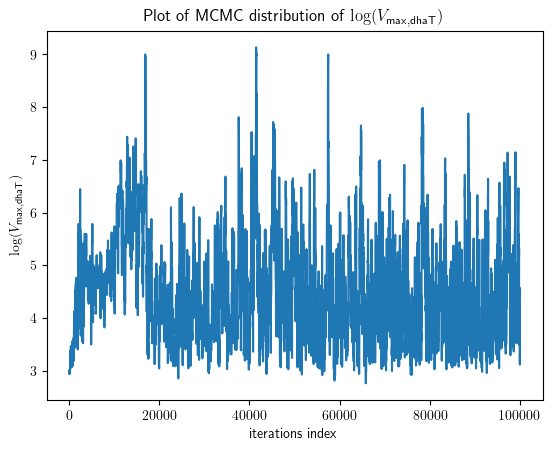 Plot of MCMC distribution of log(V_max,dhaT)
9
8
7
6
5
4
3
log(V_max,dhaT)
0 20000 40000 60000 80000 100000
iterations index